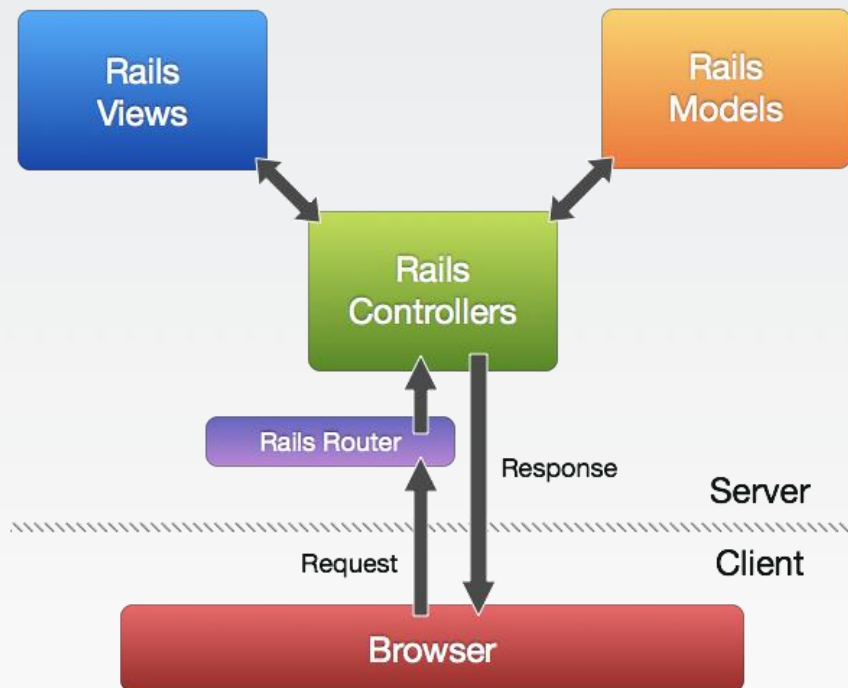 Rails
Views
Rails
Models
Rails
Controllers
Rails Router
Response
Server
Request
Client
Browser